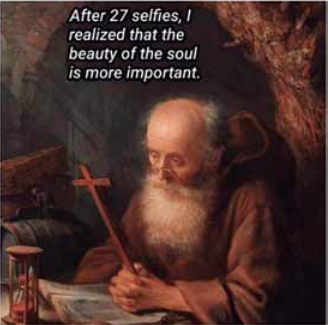 After 27 selfies, I
realized that the
beauty of the soul
is more important.